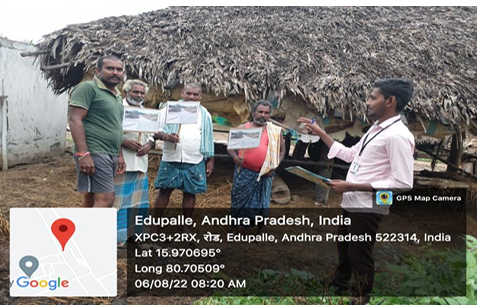 GPS Map Camera
Edupalle, Andhra Pradesh, India
XPC3+2RX, रोड, Edupalle, Andhra Pradesh 522314, India
Lat 15.970695°
Long 80.70509°
06/08/22 08:20 AM
Google